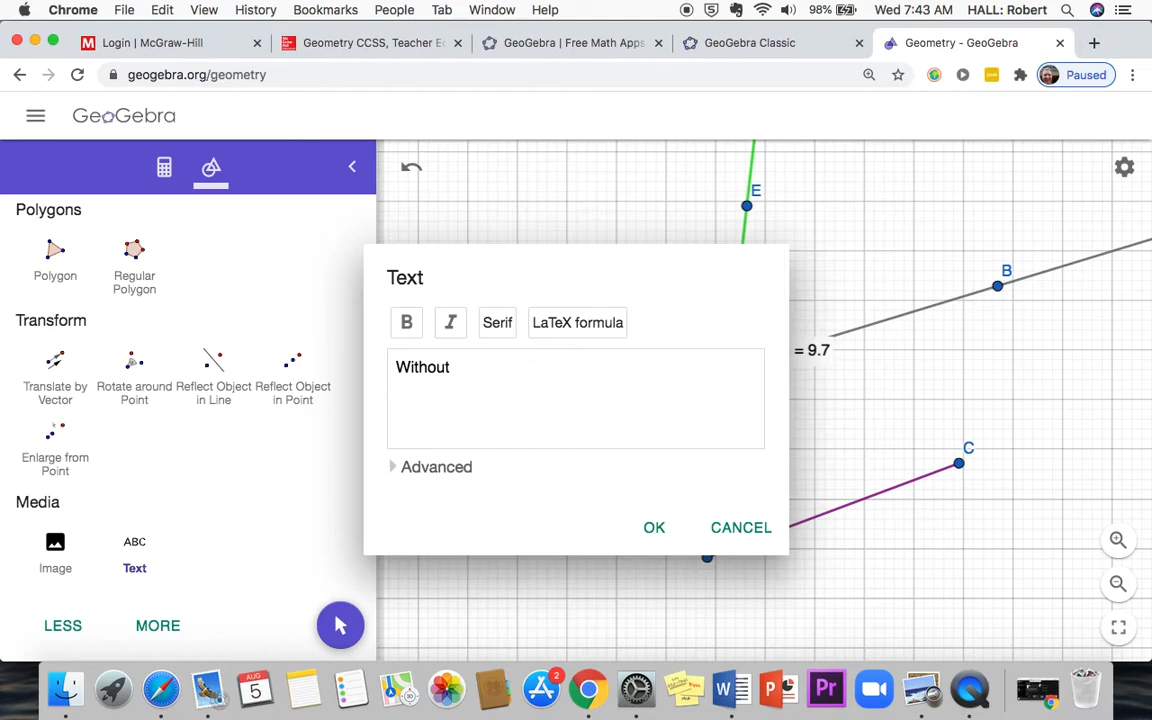 Chrome File Edit View History Bookmarks People Tab Window Help 98% Wed 7:43 AM HALL: Robert
Login | McGraw-Hill
Geometry CCSS, Teacher Ec
GeoGebra | Free Math Apps
GeoGebra Classic
Geometry - GeoGebra
geogebra.org/geometry
Paused
GeoGebra
Polygons
Polygon
Regular
Polygon
Transform
Translate by
Vector
Rotate around
Point
Reflect Object
in Line
Reflect Object
in Point
Enlarge from
Point
Media
Image
ABC
Text
LESS MORE
E
B
= 9.7
C
Text
B I Serif LaTeX formula
Without
Advanced
OK CANCEL
AUG
5
2
W
P
Pr